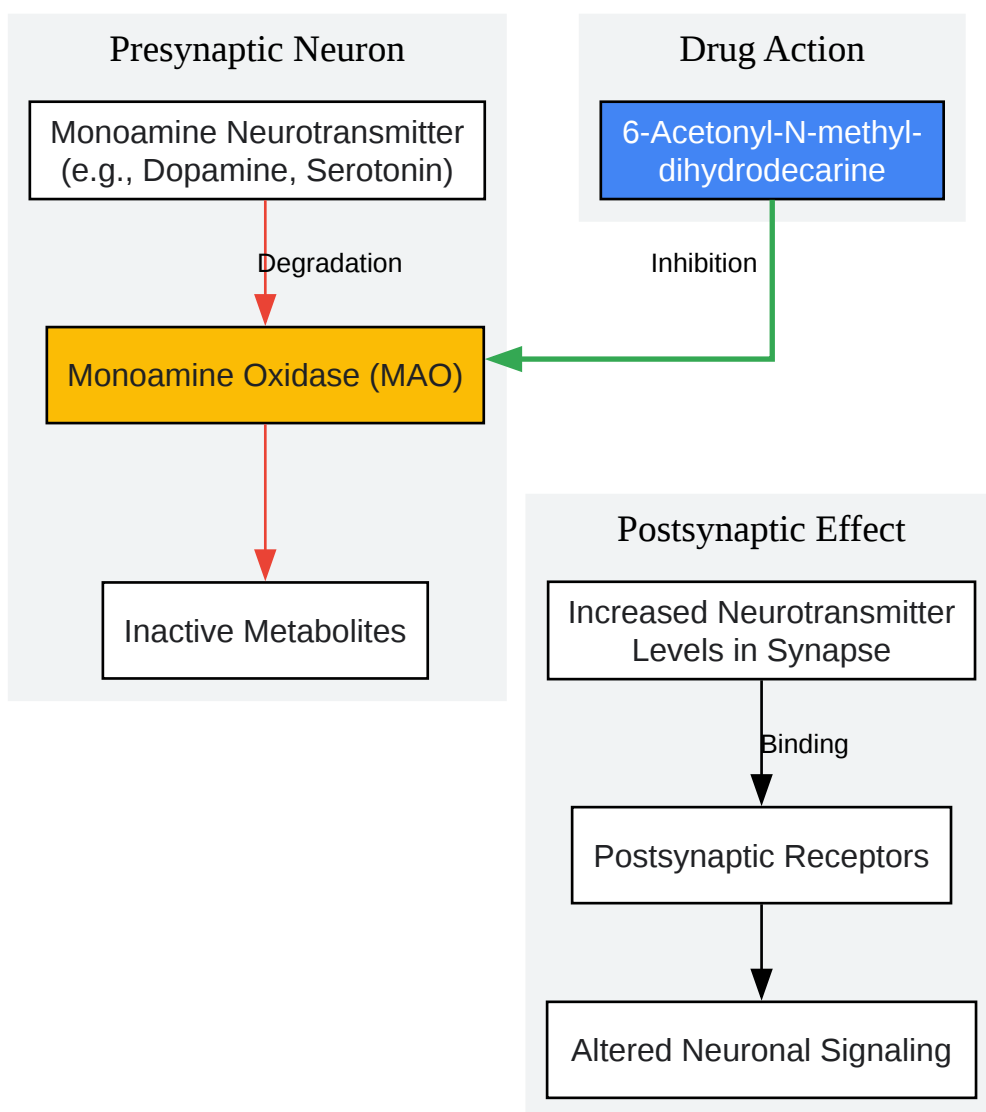 Presynaptic Neuron
Monoamine Neurotransmitter
(e.g., Dopamine, Serotonin)
Degradation
Monoamine Oxidase (MAO)
Inactive Metabolites
Drug Action
6-Acetonyl-N-methyl-
dihydrodecarine
Inhibition
Postsynaptic Effect
Increased Neurotransmitter
Levels in Synapse
Binding
Postsynaptic Receptors
Altered Neuronal Signaling